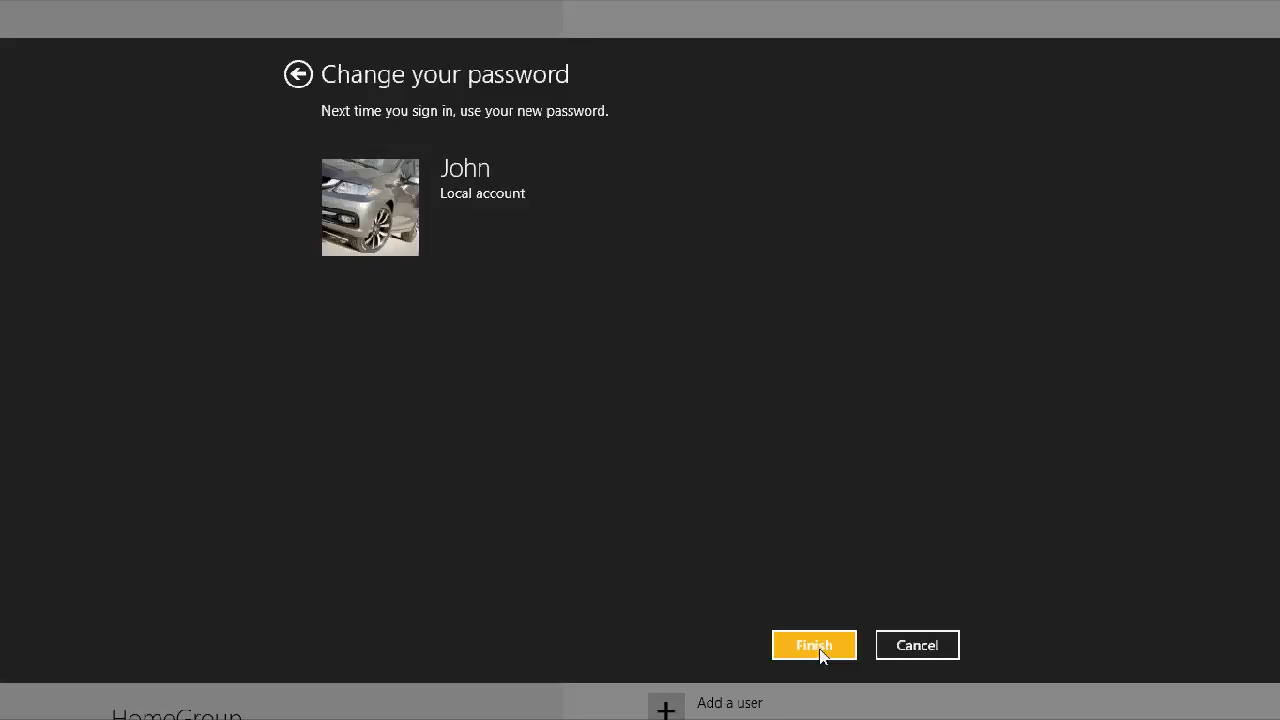 Change your password
Next time you sign in, use your new password.
John
Local account
Finish
Cancel
HomeGroup
Add a user